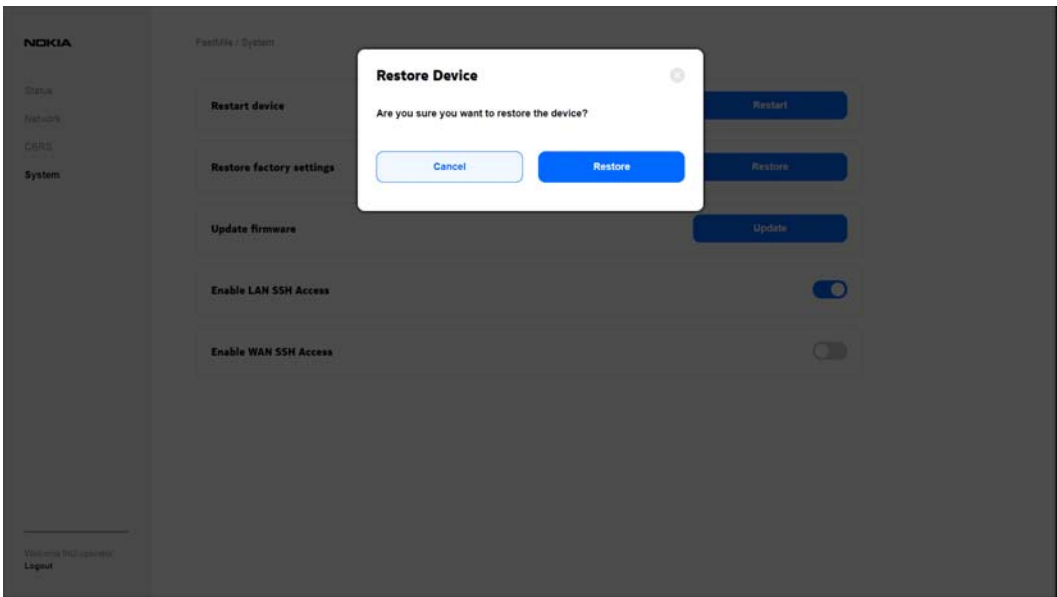 NOKIA
FastMile / System
Status
Network
CBRS
System
Restore Device
Are you sure you want to restore the device?
Cancel
Restore
Restart device
Restart
Restore factory settings
Restore
Update firmware
Update
Enable LAN SSH Access
Enable WAN SSH Access
Welcome
Logout